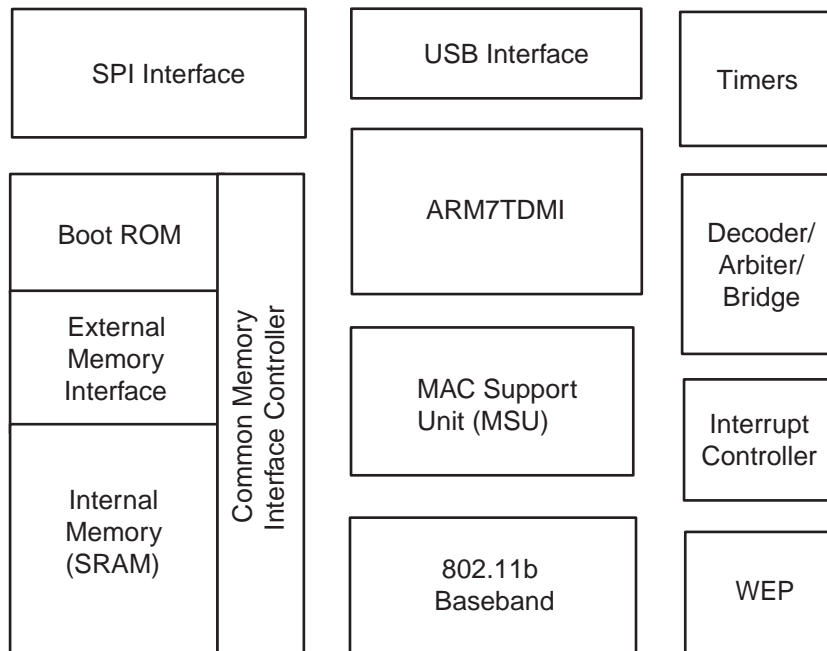 SPI Interface
USB Interface
Timers
Boot ROM
External
Memory
Interface
Internal
Memory
(SRAM)
Common Memory
Interface Controller
ARM7TDMI
MAC Support
Unit (MSU)
802.11b
Baseband
Decoder/
Arbiter/
Bridge
Interrupt
Controller
WEP